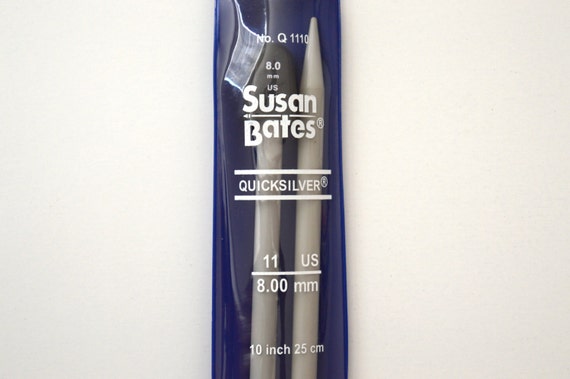 No. Q 1110
8.0
mm
US
Susan
Bates®
QUICKSILVER®
11 US
8.00 mm
10 inch 25 cm